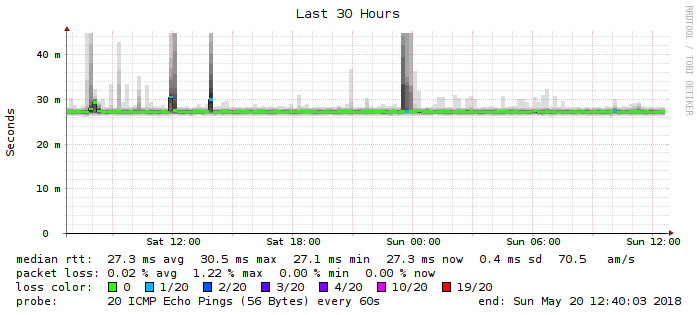 Last 30 Hours
RRDTOOL / TOBI OETIKER
Seconds
40 m
30 m
20 m
10 m
0
Sat 12:00 Sat 18:00 Sun 00:00 Sun 06:00 Sun 12:00
median rtt: 27.3 ms avg 30.5 ms max 27.1 ms min 27.3 ms now 0.4 ms sd 70.5 am/s
packet loss: 0.02 % avg 1.22 % max 0.00 % min 0.00 % now
loss color: 0 1/20 2/20 3/20 4/20 10/20 19/20
probe: 20 ICMP Echo Pings (56 Bytes) every 60s end: Sun May 20 12:40:03 2018